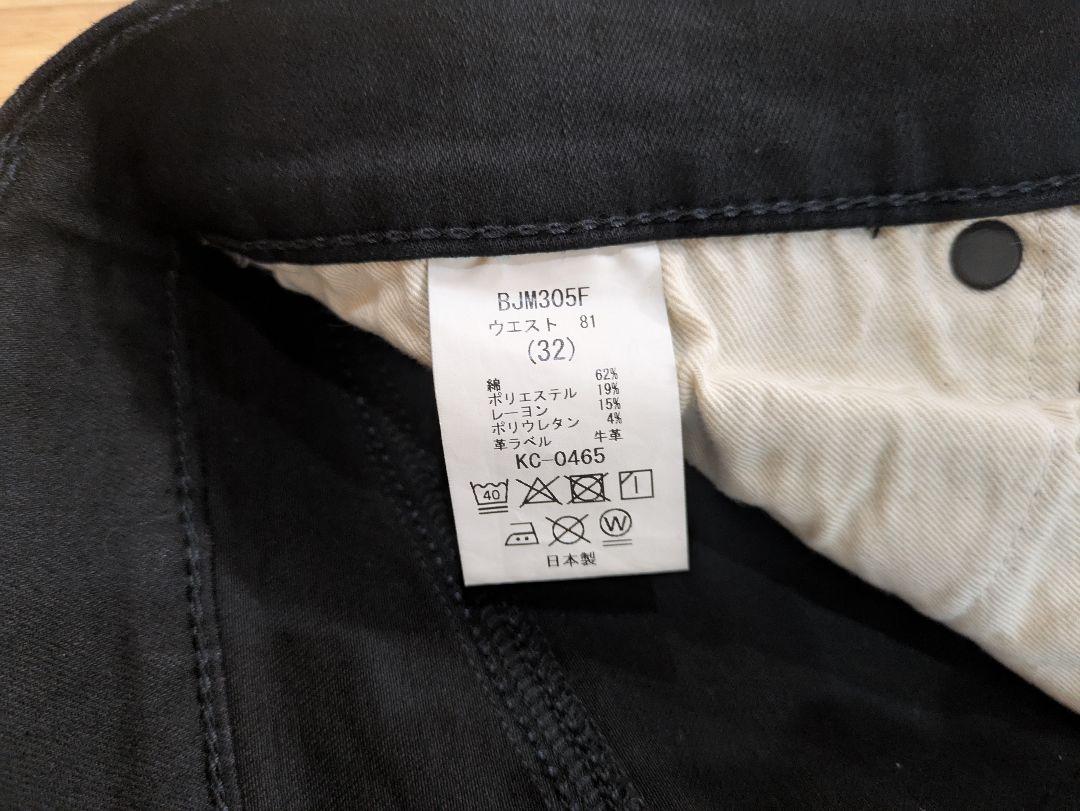 BJM305F
ウエスト 81
(32)
綿 62%
ポリエステル 19%
レーヨン 15%
ポリウレタン 4%
革ラベル 牛革
KC-0465
40
W
日本製